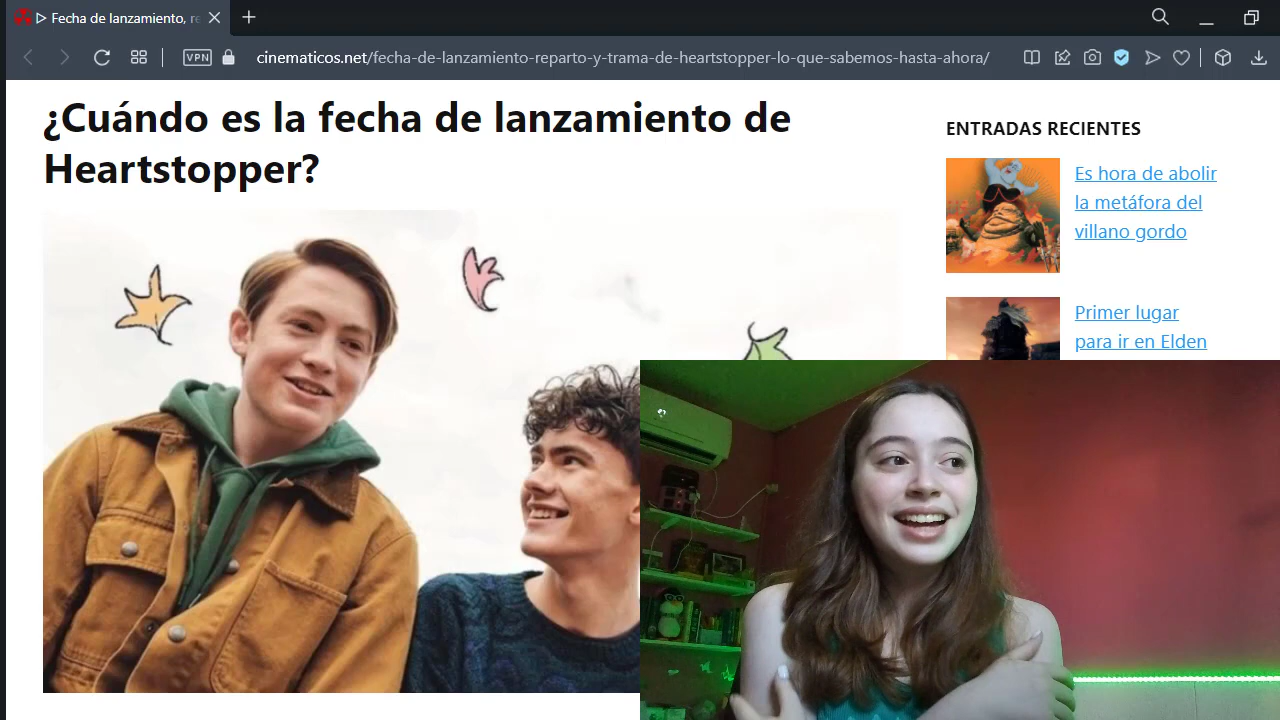 ▷ Fecha de lanzamiento, re
VPN
cinematicos.net/fecha-de-lanzamiento-reparto-y-trama-de-heartstopper-lo-que-sabemos-hasta-ahora/
¿Cuándo es la fecha de lanzamiento de
Heartstopper?
ENTRADAS RECIENTES
Es hora de abolir
la metáfora del
villano gordo
Primer lugar
para ir en Elden